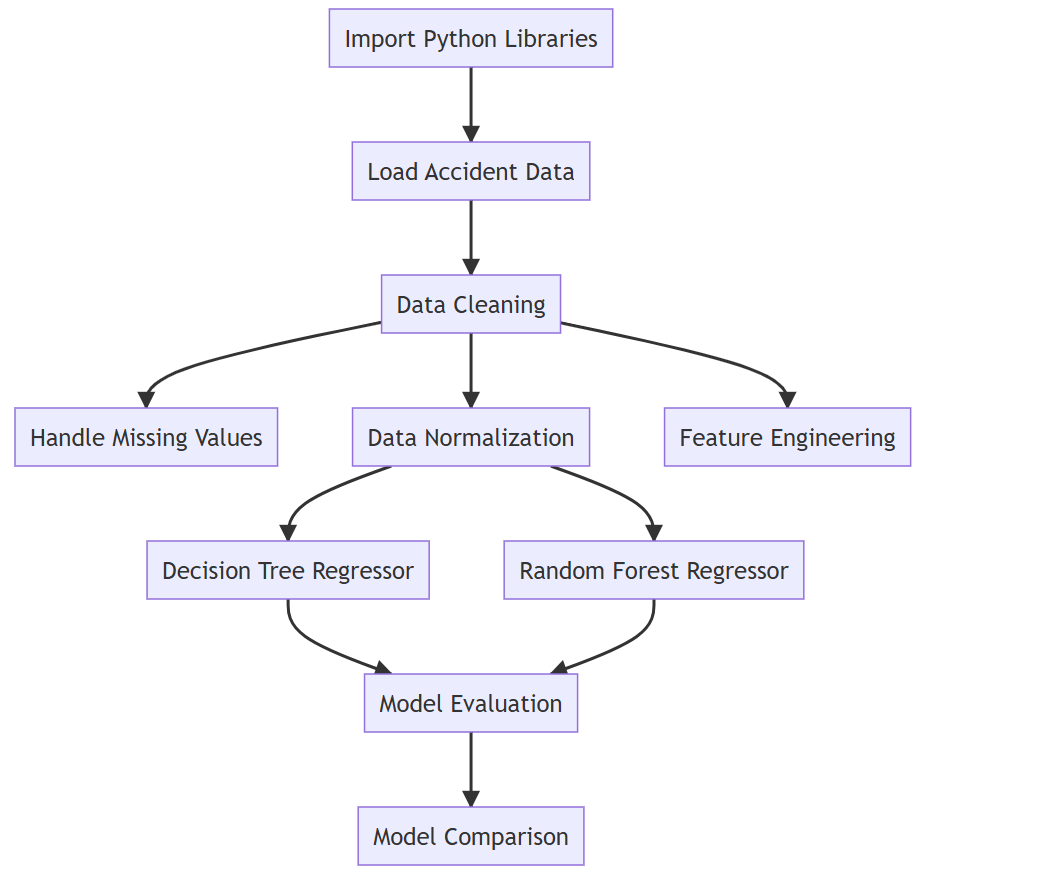 Import Python Libraries
Load Accident Data
Data Cleaning
Handle Missing Values
Data Normalization
Feature Engineering
Decision Tree Regressor
Random Forest Regressor
Model Evaluation
Model Comparison